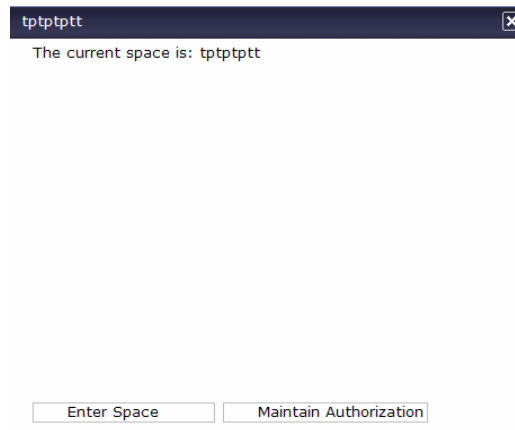 tptptptt
The current space is: tptptptt
Enter Space
Maintain Authorization